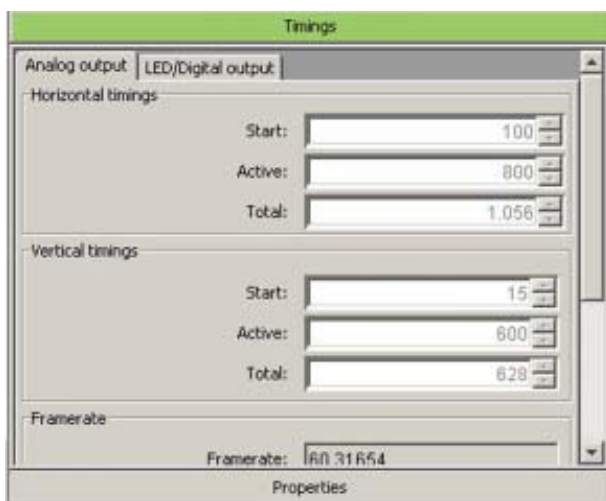 Timings
Analog output LED/Digital output
Horizontal timings
Start: 100
Active: 800
Total: 1.056
Vertical timings
Start: 15
Active: 600
Total: 628
Framerate
Framerate: 60.31654
Properties